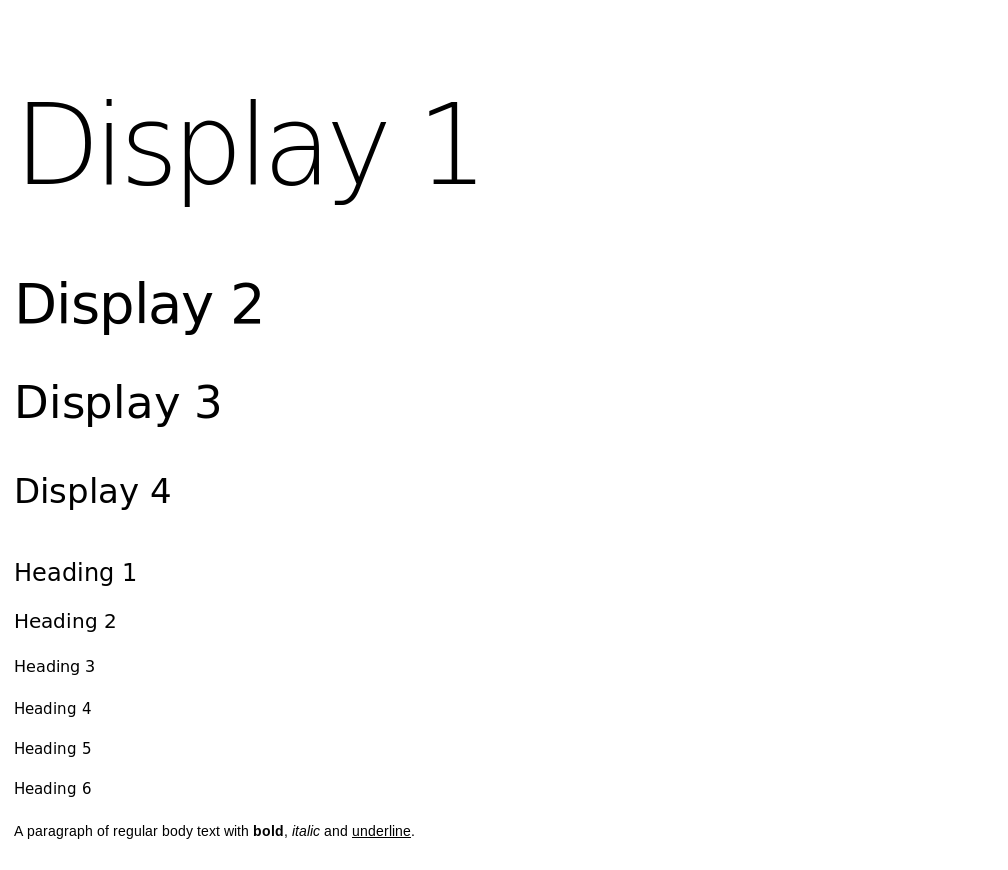 Display 1
Display 2
Display 3
Display 4
Heading 1
Heading 2
Heading 3
Heading 4
Heading 5
Heading 6
A paragraph of regular body text with bold, italic and underline.